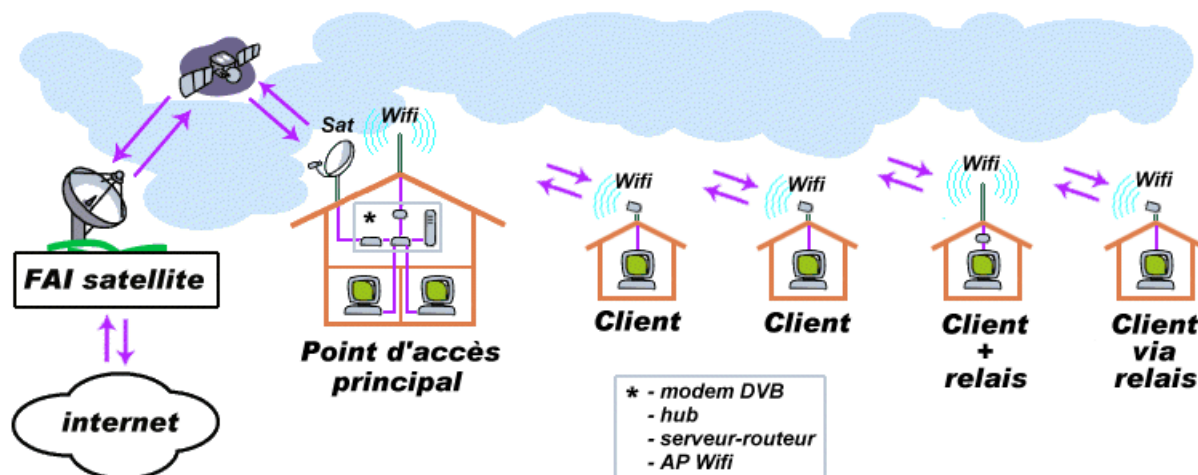 Sat
Wifi
Wifi
Wifi
Wifi
Wifi
*
FAI satellite
internet
Point d'accès
principal
Client
Client
Client
+
relais
Client
via
relais
* - modem DVB
- hub
- serveur-routeur
- AP Wifi